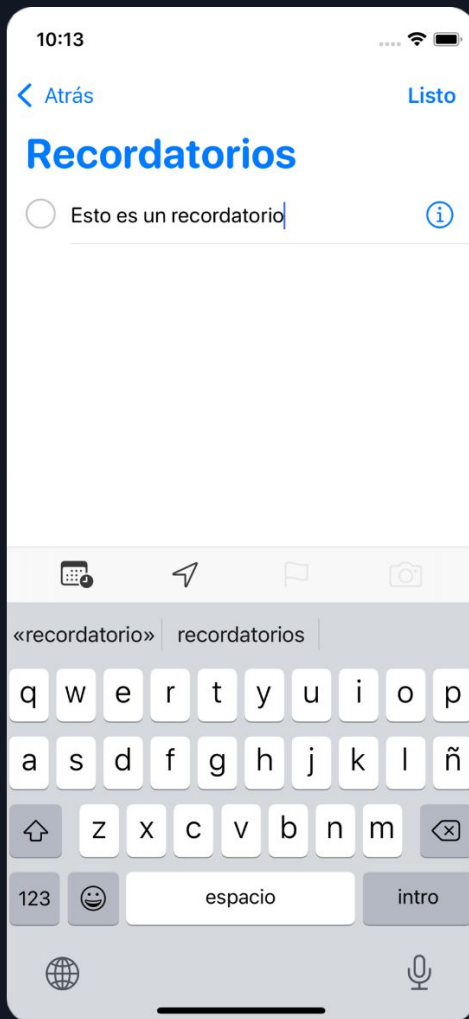 10:13
Atrás Listo
Recordatorios
Esto es un recordatorio
«recordatorio» recordatorios
q w e r t y u i o p
a s d f g h j k l ñ
z x c v b n m
123 espacio intro